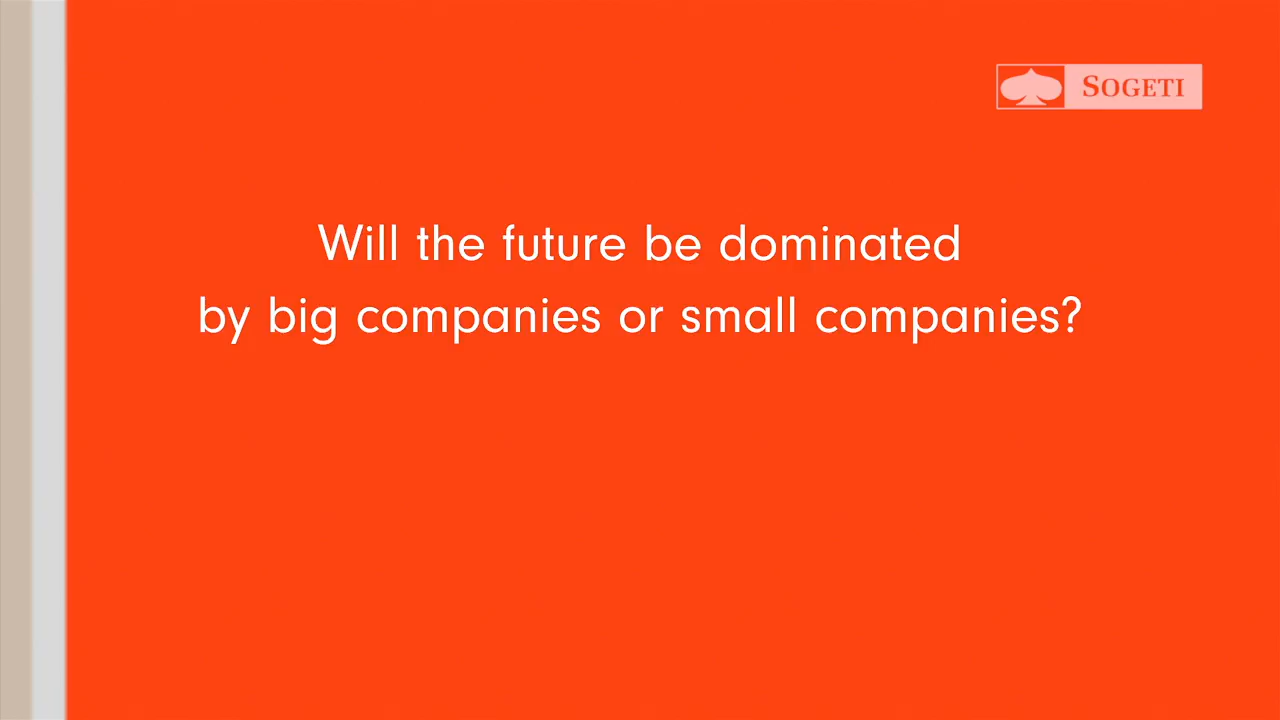 SOGETI
Will the future be dominated
by big companies or small companies?